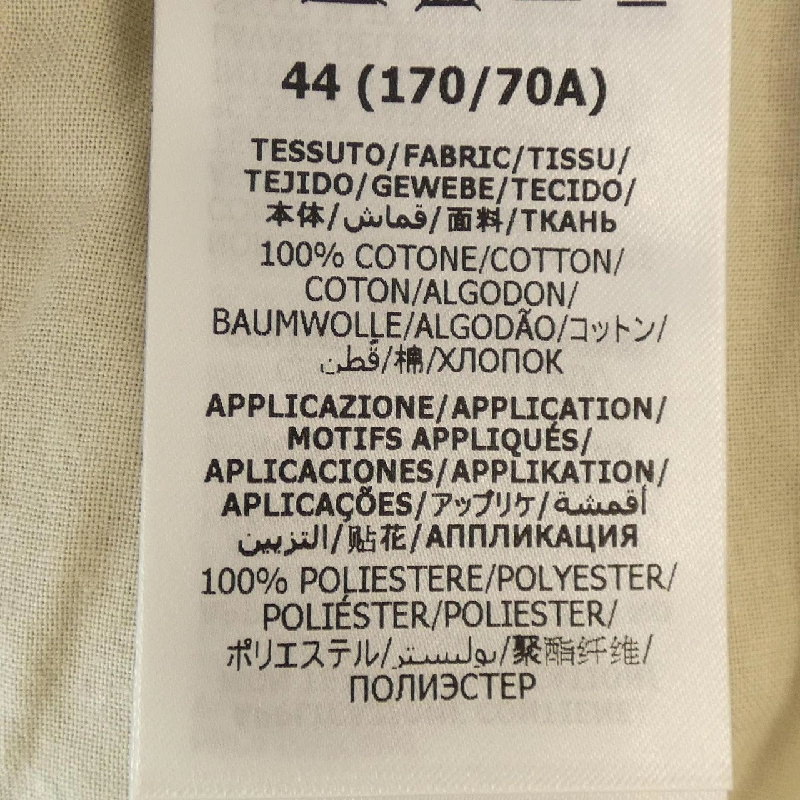 44 (170/70A)
TESSUTO/FABRIC/TISSU/
TEJIDO/GEWEBE/TECIDO/
本体/قماش/面料/ТКАНЬ
100% COTONE/COTTON/
COTON/ALGODON/
BAUMWOLLE/ALGODÃO/コットン/
قُطن/棉/ХЛОПОК
APPLICAZIONE/APPLICATION/
MOTIFS APPLIQUÉS/
APLICACIONES/APPLIKATION/
APLICAÇÕES/アップリケ/أقمشة
التزيين/贴花/АППЛИКАЦИЯ
100% POLIESTERE/POLYESTER/
POLIÉSTER/POLIESTER/
ポリエステル/بوليستر/聚酯纤维/
ПОЛИЭСТЕР